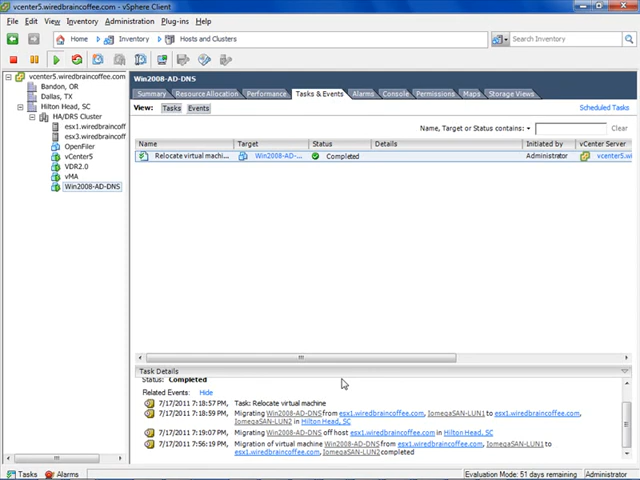 vcenter5.wiredbraincoffee.com - vSphere Client
File Edit View Inventory Administration Plug-ins Help
Home Inventory Hosts and Clusters Search Inventory
vcenter5.wiredbraincoffee.com
Bandon, OR
Dallas, TX
Hilton Head, SC
HA/DRS Cluster
esx1.wiredbraincoff
esx3.wiredbraincoff
OpenFiler
vCenter5
VDR2.0
vMA
Win2008-AD-DNS
Win2008-AD-DNS
Summary Resource Allocation Performance Tasks & Events Alarms Console Permissions Maps Storage Views
View: Tasks Events Scheduled Tasks
Name, Target or Status contains: Clear
Name Target Status Details Initiated by vCenter Server
Relocate virtual machi... Win2008-AD-... Completed Administrator vcenter5.wi
Task Details
Status: Completed
Related Events: Hide
7/17/2011 7:18:57 PM, Task: Relocate virtual machine
7/17/2011 7:18:59 PM, Migrating Win2008-AD-DNS from esx1.wiredbraincoffee.com, IomegaSAN-LUN1 to esx1.wiredbraincoffee.com,
IomegaSAN-LUN2 in Hilton Head, SC
7/17/2011 7:19:07 PM, Migrating Win2008-AD-DNS off host esx1.wiredbraincoffee.com in Hilton Head, SC
7/17/2011 7:56:19 PM, Migration of virtual machine Win2008-AD-DNS from esx1.wiredbraincoffee.com, IomegaSAN-LUN1 to
esx1.wiredbraincoffee.com, IomegaSAN-LUN2 completed
Tasks Alarms Evaluation Mode: 51 days remaining Administrator